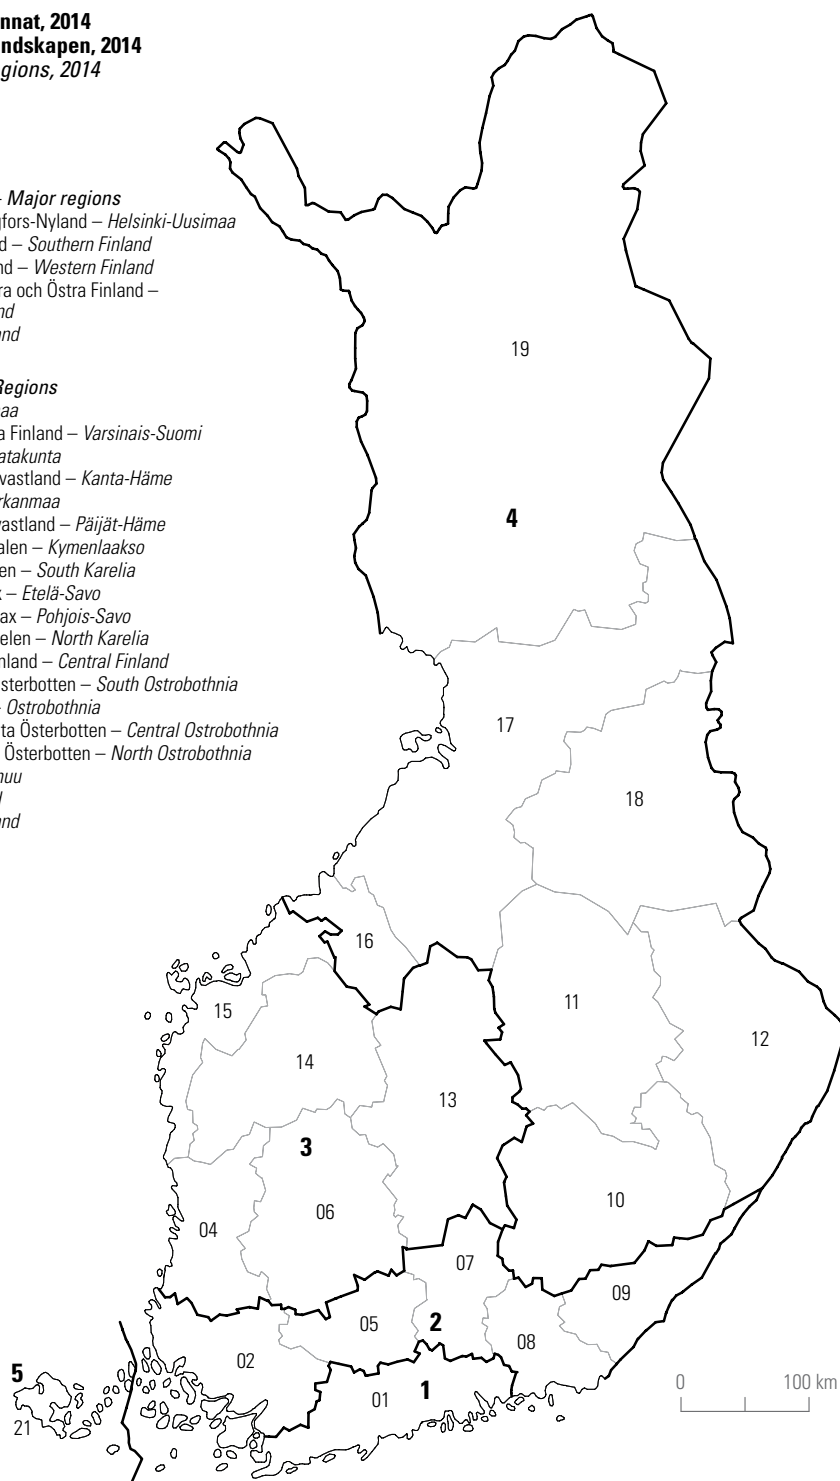 nnat, 2014
ndskapen, 2014
gions, 2014
- Major regions
gfors-Nyland – Helsinki-Uusimaa
d – Southern Finland
nd – Western Finland
ra och Östra Finland –
nd
and
Regions
aa
a Finland – Varsinais-Suomi
atakunta
vastland – Kanta-Häme
rkanmaa
vastland – Päijät-Häme
alen – Kymenlaakso
en – South Karelia
x – Etelä-Savo
ax – Pohjois-Savo
elen – North Karelia
nland – Central Finland
sterbotten – South Ostrobothnia
- Ostrobothnia
ta Österbotten – Central Ostrobothnia
Österbotten – North Ostrobothnia
nuu
d
and
19
4
17
18
16
11
15
12
14
13
3
10
06
04
07
09
05
2
08
02
5
01
1
21
0 100 km